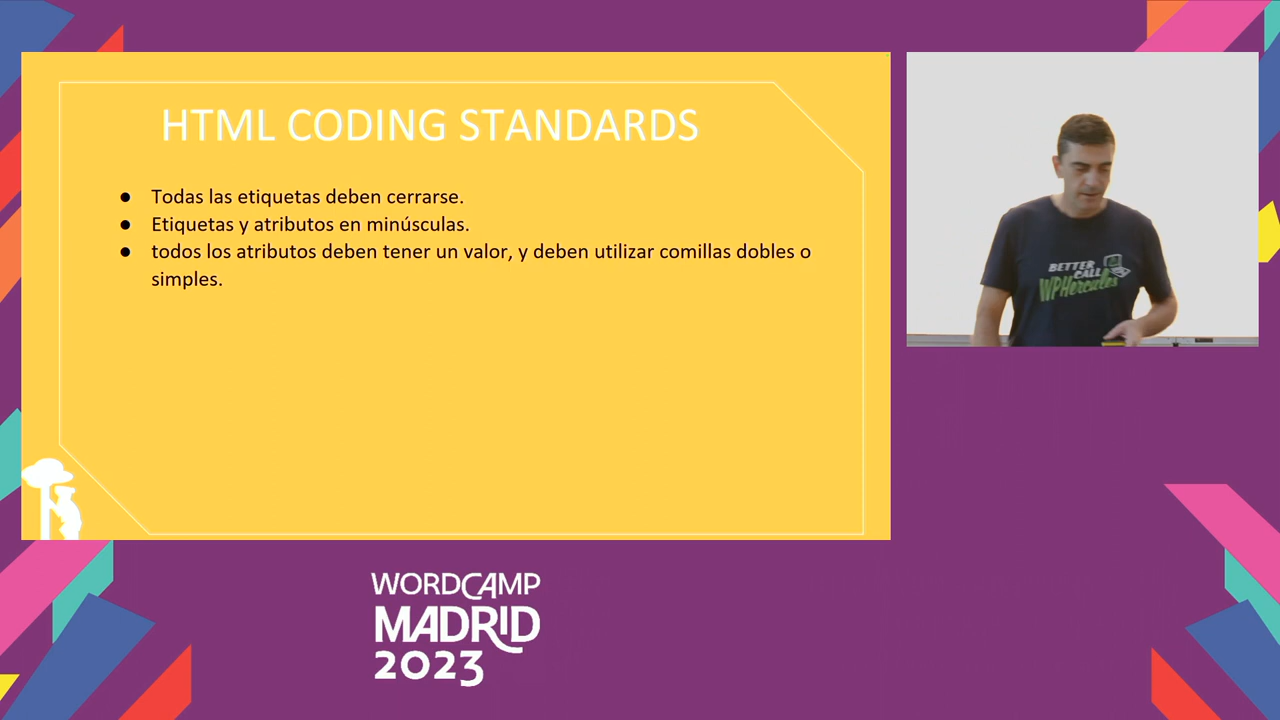 HTML CODING STANDARDS
● Todas las etiquetas deben cerrarse.
● Etiquetas y atributos en minúsculas.
● todos los atributos deben tener un valor, y deben utilizar comillas dobles o
simples.
BETTER
CALL
WPHercules
WORDCAMP
MADRID
2023